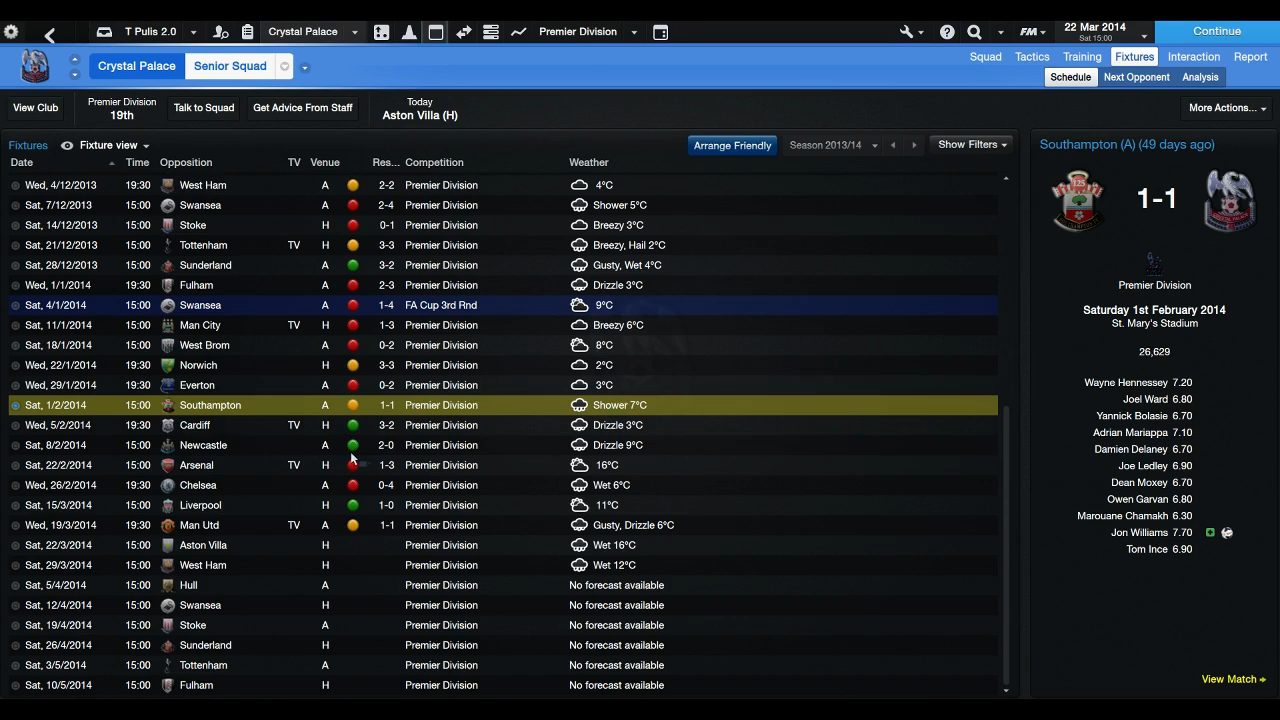 T Pulis 2.0 Crystal Palace Premier Division FM 22 Mar 2014 Continue
Sat 15:00
Crystal Palace Senior Squad Squad Tactics Training Fixtures Interaction Report
Schedule Next Opponent Analysis
View Club Premier Division Talk to Squad Get Advice From Staff Today More Actions...
19th Aston Villa (H)
Fixtures Fixture view Arrange Friendly Season 2013/14 Show Filters
Date Time Opposition TV Venue Res... Competition Weather
Wed, 4/12/2013 19:30 West Ham A 2-2 Premier Division 4°C
Sat, 7/12/2013 15:00 Swansea A 2-4 Premier Division Shower 5°C
Sat, 14/12/2013 15:00 Stoke H 0-1 Premier Division Breezy 3°C
Sat, 21/12/2013 15:00 Tottenham TV H 3-3 Premier Division Breezy, Hail 2°C
Sat, 28/12/2013 15:00 Sunderland A 3-2 Premier Division Gusty, Wet 4°C
Wed, 1/1/2014 19:30 Fulham A 2-3 Premier Division Drizzle 3°C
Sat, 4/1/2014 15:00 Swansea A 1-4 FA Cup 3rd Rnd 9°C
Sat, 11/1/2014 15:00 Man City TV H 1-3 Premier Division Breezy 6°C
Sat, 18/1/2014 15:00 West Brom A 0-2 Premier Division 8°C
Wed, 22/1/2014 19:30 Norwich H 3-3 Premier Division 2°C
Wed, 29/1/2014 19:30 Everton A 0-2 Premier Division 3°C
Sat, 1/2/2014 15:00 Southampton A 1-1 Premier Division Shower 7°C
Wed, 5/2/2014 19:30 Cardiff TV H 3-2 Premier Division Drizzle 3°C
Sat, 8/2/2014 15:00 Newcastle A 2-0 Premier Division Drizzle 9°C
Sat, 22/2/2014 15:00 Arsenal TV H 1-3 Premier Division 16°C
Wed, 26/2/2014 19:30 Chelsea A 0-4 Premier Division Wet 6°C
Sat, 15/3/2014 15:00 Liverpool H 1-0 Premier Division 11°C
Wed, 19/3/2014 19:30 Man Utd TV A 1-1 Premier Division Gusty, Drizzle 6°C
Sat, 22/3/2014 15:00 Aston Villa H Premier Division Wet 16°C
Sat, 29/3/2014 15:00 West Ham H Premier Division Wet 12°C
Sat, 5/4/2014 15:00 Hull A Premier Division No forecast available
Sat, 12/4/2014 15:00 Swansea H Premier Division No forecast available
Sat, 19/4/2014 15:00 Stoke A Premier Division No forecast available
Sat, 26/4/2014 15:00 Sunderland H Premier Division No forecast available
Sat, 3/5/2014 15:00 Tottenham A Premier Division No forecast available
Sat, 10/5/2014 15:00 Fulham H Premier Division No forecast available
Southampton (A) (49 days ago)
1-1
Premier Division
Saturday 1st February 2014
St. Mary's Stadium
26,629
Wayne Hennessey 7.20
Joel Ward 6.80
Yannick Bolasie 6.70
Adrian Mariappa 7.10
Damien Delaney 6.70
Joe Ledley 6.90
Dean Moxey 6.70
Owen Garvan 6.80
Marouane Chamakh 6.30
Jon Williams 7.70
Tom Ince 6.90
View Match